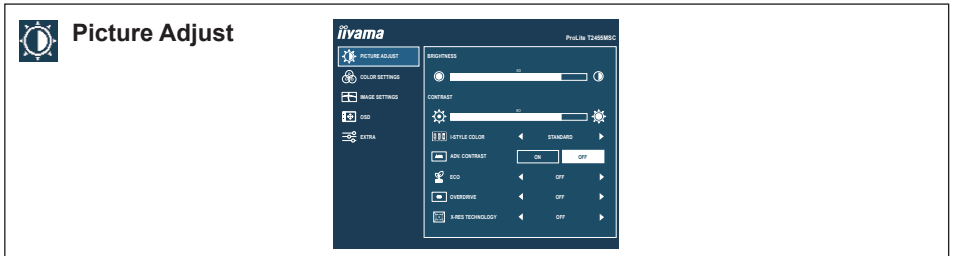 Picture Adjust
iiyama
ProLite T2455MSC
PICTURE ADJUST
COLOR SETTINGS
IMAGE SETTINGS
OSD
EXTRA
BRIGHTNESS
CONTRAST
I-STYLE COLOR STANDARD
ADV. CONTRAST ON OFF
ECO OFF
OVERDRIVE OFF
X-RES TECHNOLOGY OFF